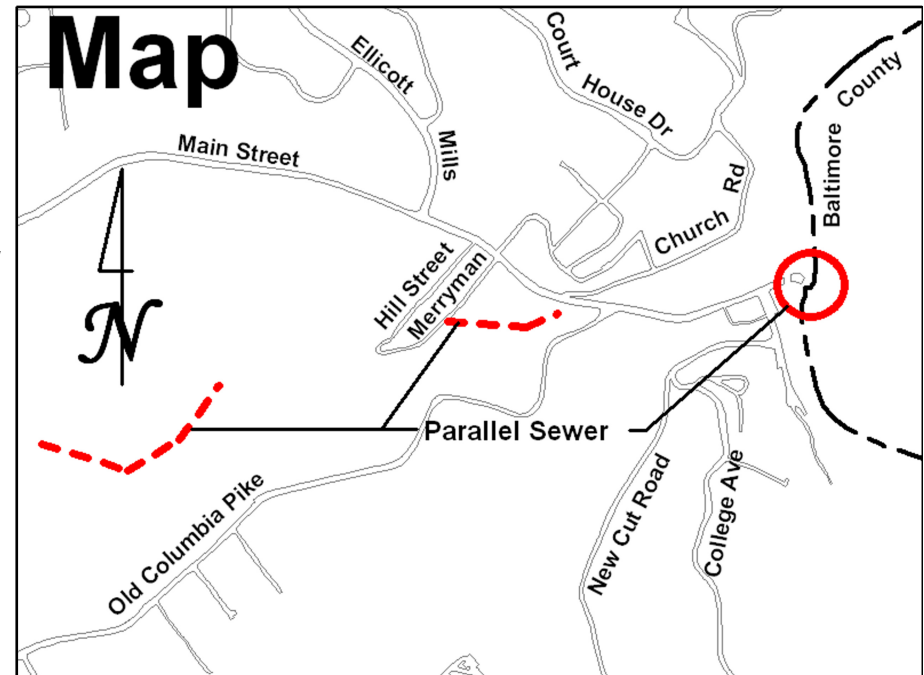 Map
Ellicott
Mills
Court
House Dr
Baltimore
County
Main Street
Church
Rd
Hill Street
Merryman
N
Parallel Sewer
Old Columbia Pike
New Cut Road
College Ave